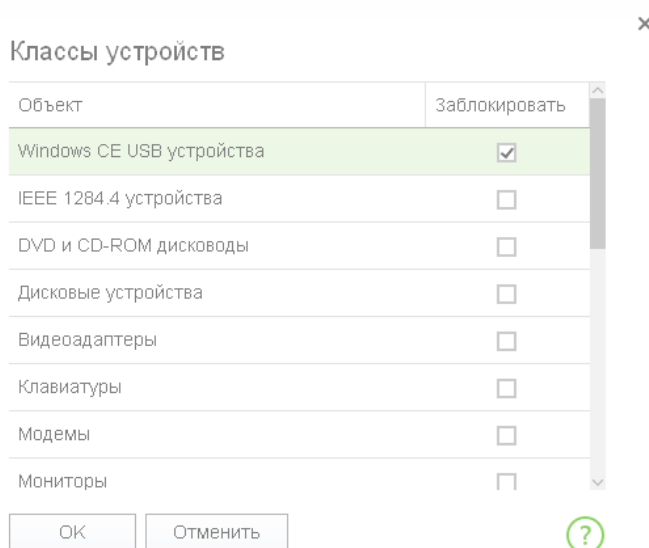 Классы устройств
Объект Заблокировать
Windows CE USB устройства
IEEE 1284.4 устройства
DVD и CD-ROM дисководы
Дисковые устройства
Видеоадаптеры
Клавиатуры
Модемы
Мониторы
OK Отменить ?